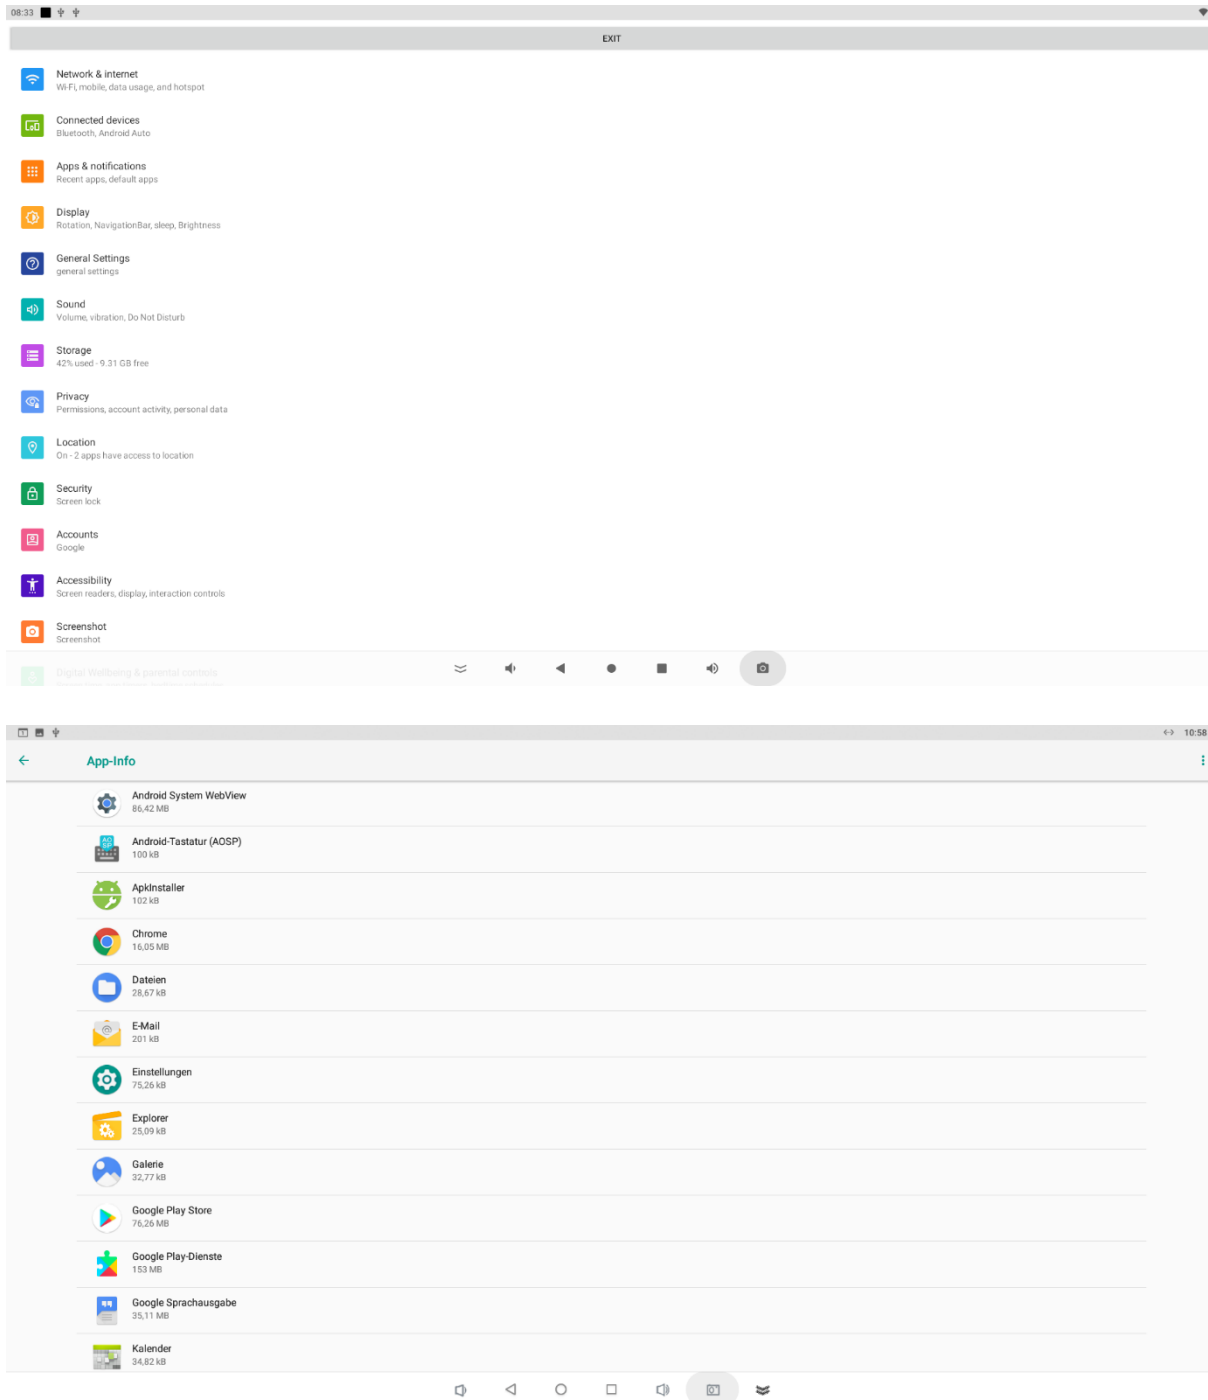 08:33
EXIT
Network & internet
Wi-Fi, mobile, data usage, and hotspot
Connected devices
Bluetooth, Android Auto
Apps & notifications
Recent apps, default apps
Display
Rotation, NavigationBar, sleep, Brightness
General Settings
general settings
Sound
Volume, vibration, Do Not Disturb
Storage
42% used - 9.31 GB free
Privacy
Permissions, account activity, personal data
Location
On - 2 apps have access to location
Security
Screen lock
Accounts
Google
Accessibility
Screen readers, display, interaction controls
Screenshot
Screenshot
Digital Wellbeing & parental controls
10:58
App-Info
Android System WebView
86,42 MB
Android-Tastatur (AOSP)
100 kB
ApkInstaller
102 kB
Chrome
16,05 MB
Dateien
28,67 kB
E-Mail
201 kB
Einstellungen
75,26 kB
Explorer
25,09 kB
Galerie
32,77 kB
Google Play Store
76,26 MB
Google Play-Dienste
153 MB
Google Sprachausgabe
35,11 MB
Kalender
34,82 kB